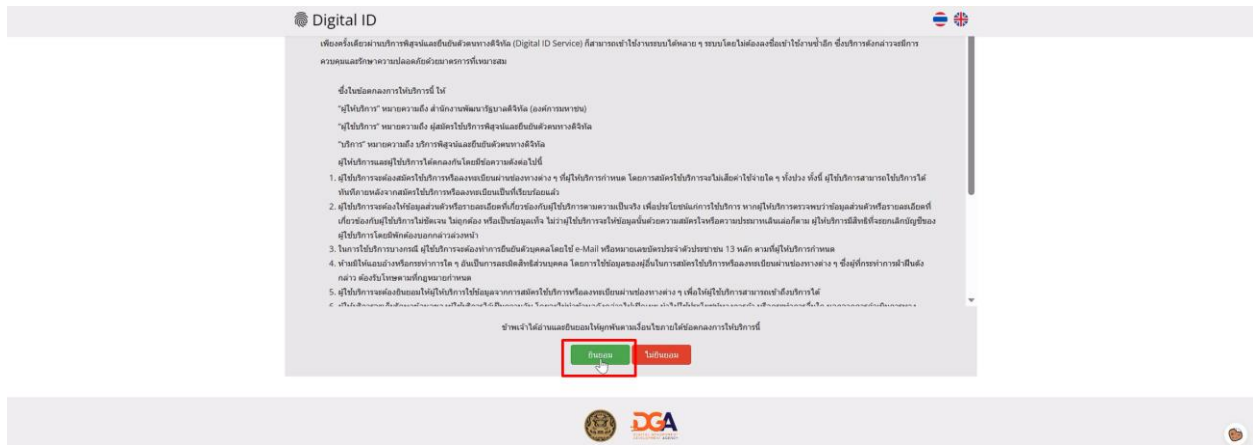 Digital ID
เพียงครั้งเดียวผ่านบริการพิสูจน์และยืนยันตัวตนทางดิจิทัล (Digital ID Service) ก็สามารถเข้าใช้งานระบบได้หลาย ๆ ระบบโดยไม่ต้องลงชื่อเข้าใช้งานซ้ำอีก ซึ่งบริการดังกล่าวจะมีการ
ควบคุมและรักษาความปลอดภัยด้วยมาตรการที่เหมาะสม
ซึ่งในข้อตกลงการให้บริการนี้ ให้
"ผู้ให้บริการ" หมายความถึง สำนักงานพัฒนารัฐบาลดิจิทัล (องค์การมหาชน)
"ผู้ใช้บริการ" หมายความถึง ผู้สมัครใช้บริการพิสูจน์และยืนยันตัวตนทางดิจิทัล
"บริการ" หมายความถึง บริการพิสูจน์และยืนยันตัวตนทางดิจิทัล
ผู้ให้บริการและผู้ใช้บริการได้ตกลงกันโดยมีข้อความดังต่อไปนี้
1. ผู้ใช้บริการจะต้องสมัครใช้บริการหรือลงทะเบียนผ่านช่องทางต่าง ๆ ที่ผู้ให้บริการกำหนด โดยการสมัครใช้บริการจะไม่เสียค่าใช้จ่ายใด ๆ ทั้งปวง ทั้งนี้ ผู้ใช้บริการสามารถใช้บริการได้
ทันทีภายหลังจากสมัครใช้บริการหรือลงทะเบียนเป็นที่เรียบร้อยแล้ว
2. ผู้ใช้บริการจะต้องให้ข้อมูลส่วนตัวหรือรายละเอียดที่เกี่ยวข้องกับผู้ใช้บริการตามความเป็นจริง เพื่อประโยชน์แก่การใช้บริการ หากผู้ให้บริการตรวจพบว่าข้อมูลส่วนตัวหรือรายละเอียดที่
เกี่ยวข้องกับผู้ใช้บริการไม่ชัดเจน ไม่ถูกต้อง หรือเป็นข้อมูลเท็จ ไม่ว่าผู้ใช้บริการจะให้ข้อมูลนั้นด้วยความสมัครใจหรือความประมาทเลินเล่อก็ตาม ผู้ให้บริการมีสิทธิที่จะยกเลิกบัญชีของ
ผู้ใช้บริการโดยมิพักต้องบอกกล่าวล่วงหน้า
3. ในการใช้บริการบางกรณี ผู้ใช้บริการจะต้องทำการยืนยันตัวบุคคลโดยใช้ e-Mail หรือหมายเลขบัตรประจำตัวประชาชน 13 หลัก ตามที่ผู้ให้บริการกำหนด
4. ห้ามมิให้แอบอ้างหรือกระทำการใด ๆ อันเป็นการละเมิดสิทธิส่วนบุคคล โดยการใช้ข้อมูลของผู้อื่นในการสมัครใช้บริการหรือลงทะเบียนผ่านช่องทางต่าง ๆ ซึ่งผู้ที่กระทำการฝ่าฝืนดัง
กล่าว ต้องรับโทษตามที่กฎหมายกำหนด
5. ผู้ใช้บริการจะต้องยินยอมให้ผู้ให้บริการใช้ข้อมูลจากการสมัครใช้บริการหรือลงทะเบียนผ่านช่องทางต่าง ๆ เพื่อให้ผู้ใช้บริการสามารถเข้าถึงบริการได้
ข้าพเจ้าได้อ่านและยินยอมให้ผูกพันตามเงื่อนไขภายใต้ข้อตกลงการให้บริการนี้
ยินยอม ไม่ยินยอม
DGA